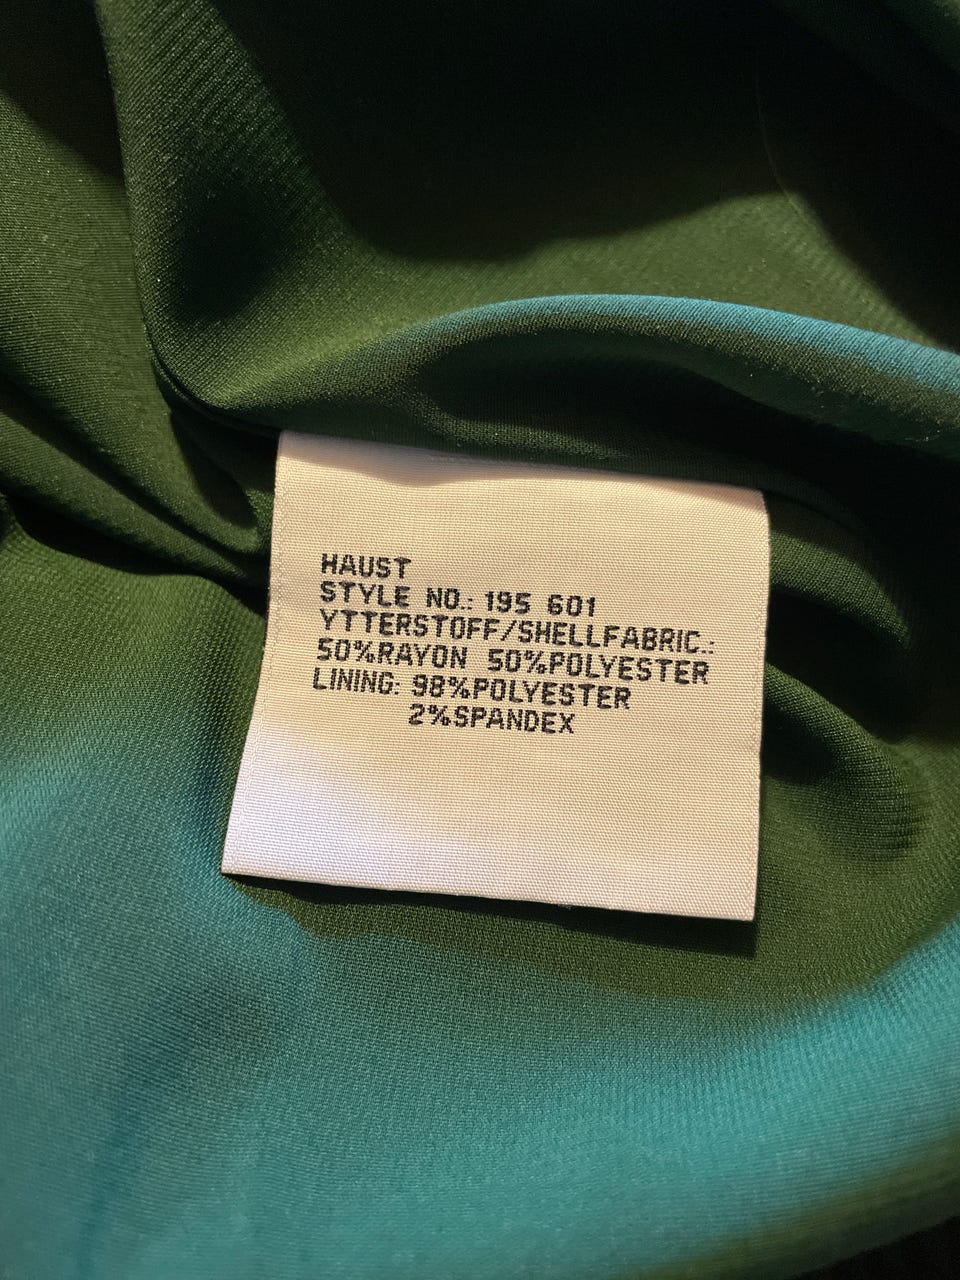 HAUST
STYLE NO.: 195 601
YTTERSTOFF/SHELLFABRIC.:
50%RAYON 50%POLYESTER
LINING: 98%POLYESTER
2%SPANDEX